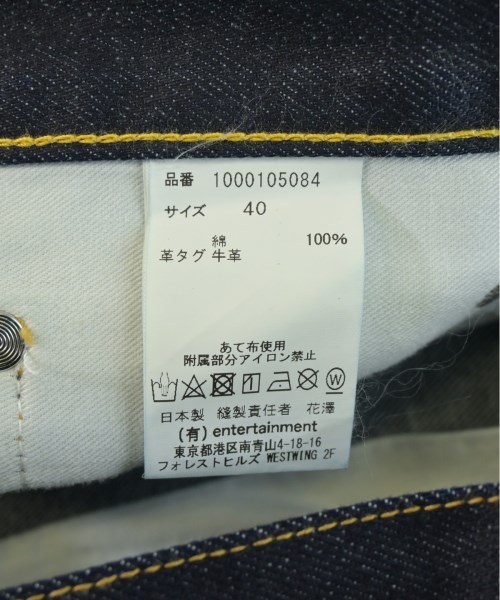 品番 1000105084
サイズ 40
綿 100%
革タグ 牛革
あて布使用
附属部分アイロン禁止
日本製 縫製責任者 花澤
(有) entertainment
東京都港区南青山4-18-16
フォレストヒルズ WESTWING 2F